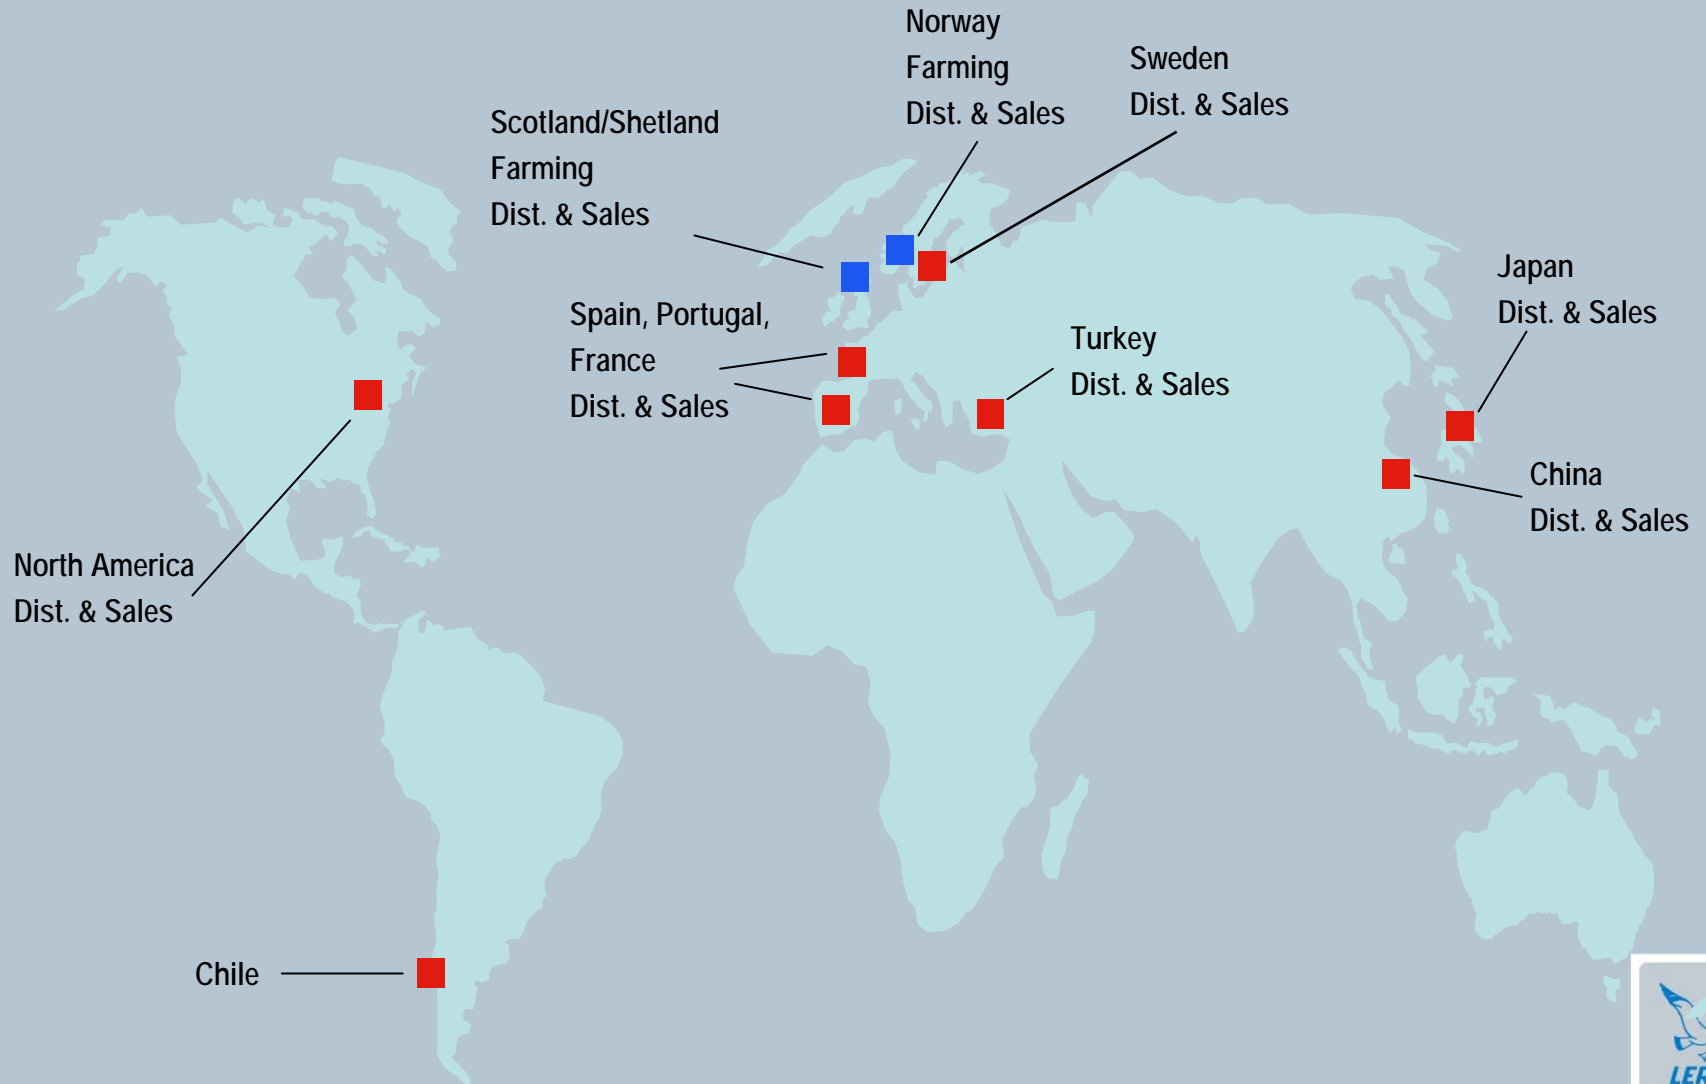 Norway
Farming
Dist. & Sales
Sweden
Dist. & Sales
Scotland/Shetland
Farming
Dist. & Sales
Japan
Dist. & Sales
Spain, Portugal,
France
Dist. & Sales
Turkey
Dist. & Sales
China
Dist. & Sales
North America
Dist. & Sales
Chile